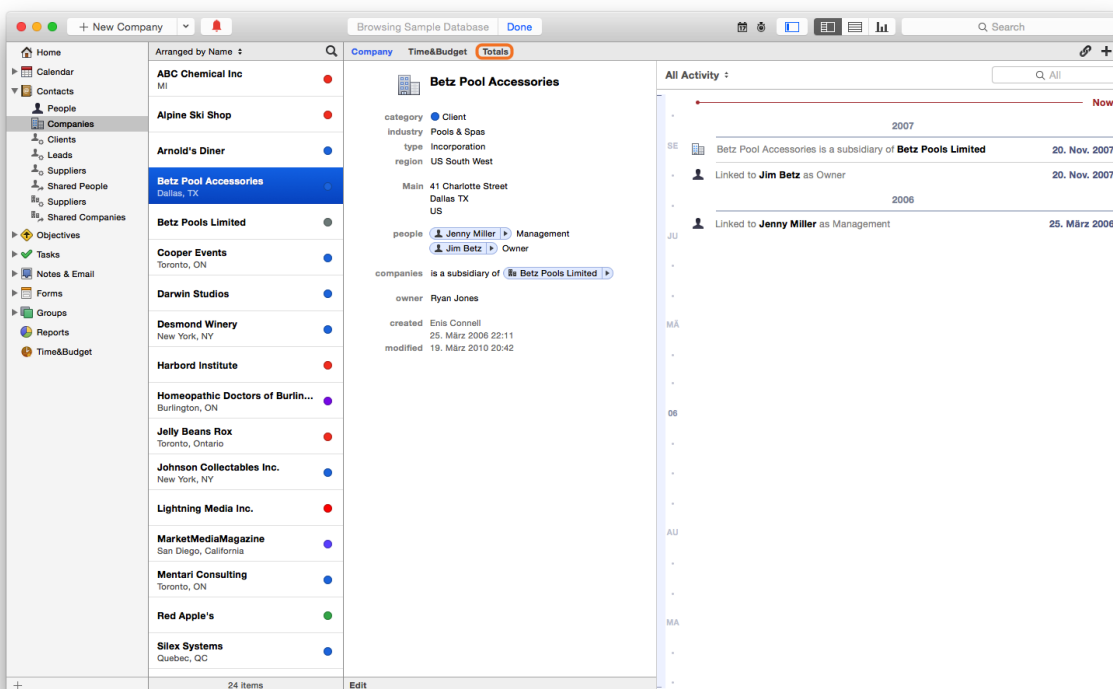 + New Company
Browsing Sample Database Done
Search
Home
Calendar
Contacts
People
Companies
Clients
Leads
Suppliers
Shared People
Suppliers
Shared Companies
Objectives
Tasks
Notes & Email
Forms
Groups
Reports
Time&Budget
Arranged by Name
ABC Chemical Inc
MI
Alpine Ski Shop
Arnold's Diner
Betz Pool Accessories
Dallas, TX
Betz Pools Limited
Cooper Events
Toronto, ON
Darwin Studios
Desmond Winery
New York, NY
Harbord Institute
Homeopathic Doctors of Burlin...
Burlington, ON
Jelly Beans Rox
Toronto, Ontario
Johnson Collectables Inc.
New York, NY
Lightning Media Inc.
MarketMediaMagazine
San Diego, California
Mentari Consulting
Toronto, ON
Red Apple's
Silex Systems
Quebec, QC
24 items
Company Time&Budget Totals
Betz Pool Accessories
category Client
industry Pools & Spas
type Incorporation
region US South West
Main 41 Charlotte Street
Dallas TX
US
people Jenny Miller Management
Jim Betz Owner
companies is a subsidiary of Betz Pools Limited
owner Ryan Jones
created Enis Connell
25. März 2006 22:11
modified 19. März 2010 20:42
Edit
All Activity
All
Now
2007
SE
Betz Pool Accessories is a subsidiary of Betz Pools Limited 20. Nov. 2007
Linked to Jim Betz as Owner 20. Nov. 2007
2006
Linked to Jenny Miller as Management 25. März 2006
JU
MÄ
06
AU
MA